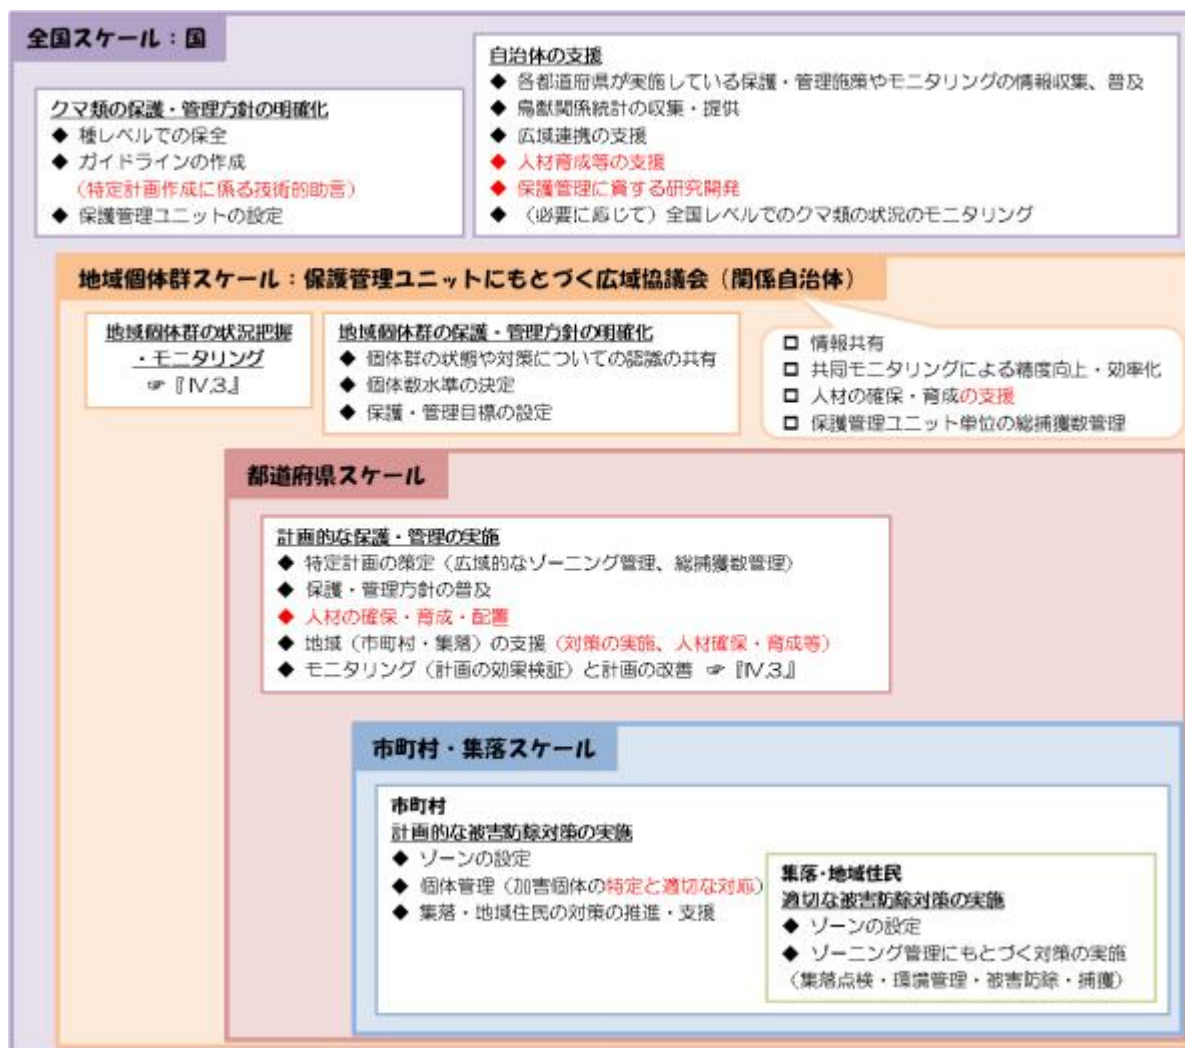 全国スケール：国
クマ類の保護・管理方針の明確化
◆ 種レベルでの保全
◆ ガイドラインの作成
（特定計画作成に係る技術的助言）
◆ 保護管理ユニットの設定
自治体の支援
◆ 各都道府県が実施している保護・管理施策やモニタリングの情報収集、普及
◆ 鳥獣関係統計の収集・提供
◆ 広域連携の支援
◆ 人材育成等の支援
◆ 保護管理に資する研究開発
◆ （必要に応じて）全国レベルでのクマ類の状況のモニタリング
地域個体群スケール：保護管理ユニットにもとづく広域協議会（関係自治体）
地域個体群の状況把握
・モニタリング
☞『Ⅳ.3.』
地域個体群の保護・管理方針の明確化
◆ 個体群の状態や対策についての認識の共有
◆ 個体数水準の決定
◆ 保護・管理目標の設定
□ 情報共有
□ 共同モニタリングによる精度向上・効率化
□ 人材の確保・育成の支援
□ 保護管理ユニット単位の総捕獲数管理
都道府県スケール
計画的な保護・管理の実施
◆ 特定計画の策定（広域的なゾーニング管理、総捕獲数管理）
◆ 保護・管理方針の普及
◆ 人材の確保・育成・配置
◆ 地域（市町村・集落）の支援（対策の実施、人材確保・育成等）
◆ モニタリング（計画の効果検証）と計画の改善 ☞『Ⅳ.3.』
市町村・集落スケール
市町村
計画的な被害防除対策の実施
◆ ゾーンの設定
◆ 個体管理（加害個体の特定と適切な対応）
◆ 集落・地域住民の対策の推進・支援
集落・地域住民
適切な被害防除対策の実施
◆ ゾーンの設定
◆ ゾーニング管理にもとづく対策の実施
（集落点検・環境管理・被害防除・捕獲）